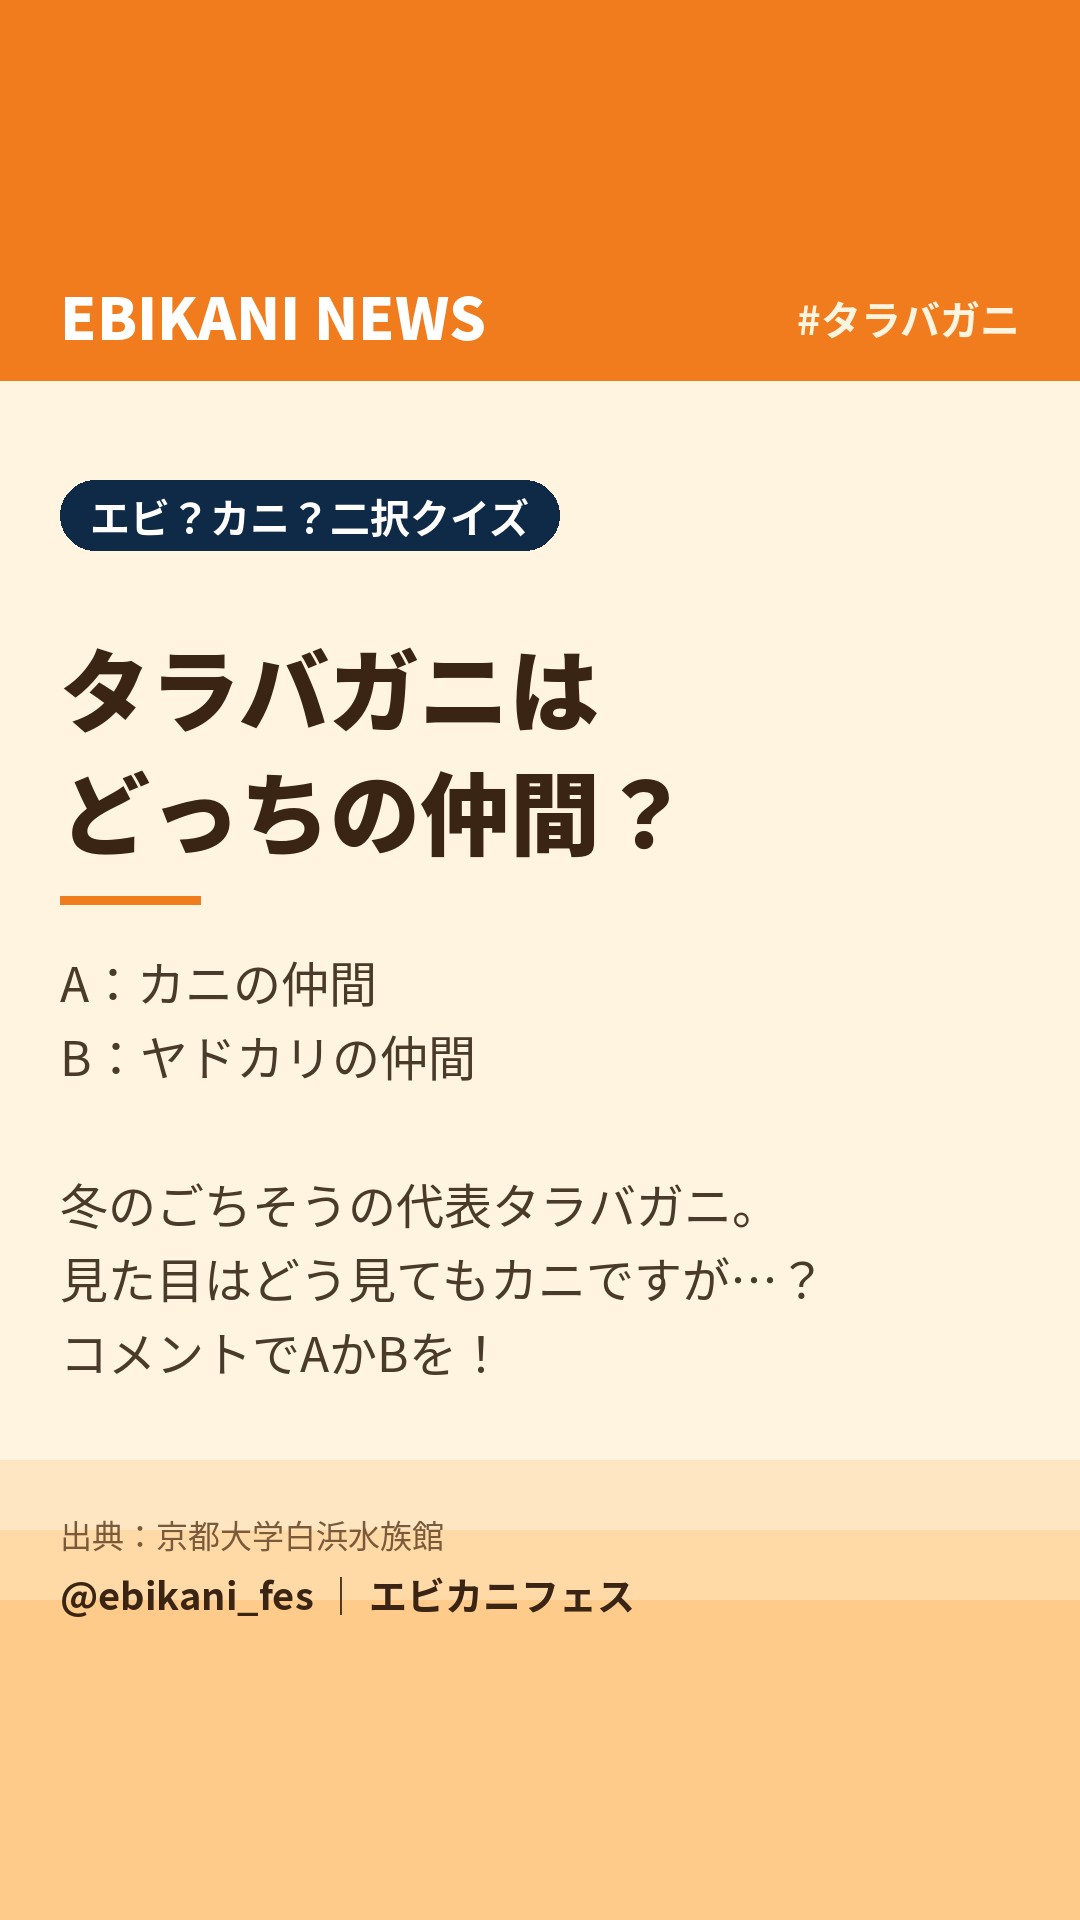 EBIKANI NEWS
#タラバガニ
エビ？カニ？二択クイズ
タラバガニは
どっちの仲間？
A：カニの仲間
B：ヤドカリの仲間
冬のごちそうの代表タラバガニ。
見た目はどう見てもカニですが…？
コメントでAかBを！
出典：京都大学白浜水族館
@ebikani_fes｜エビカニフェス